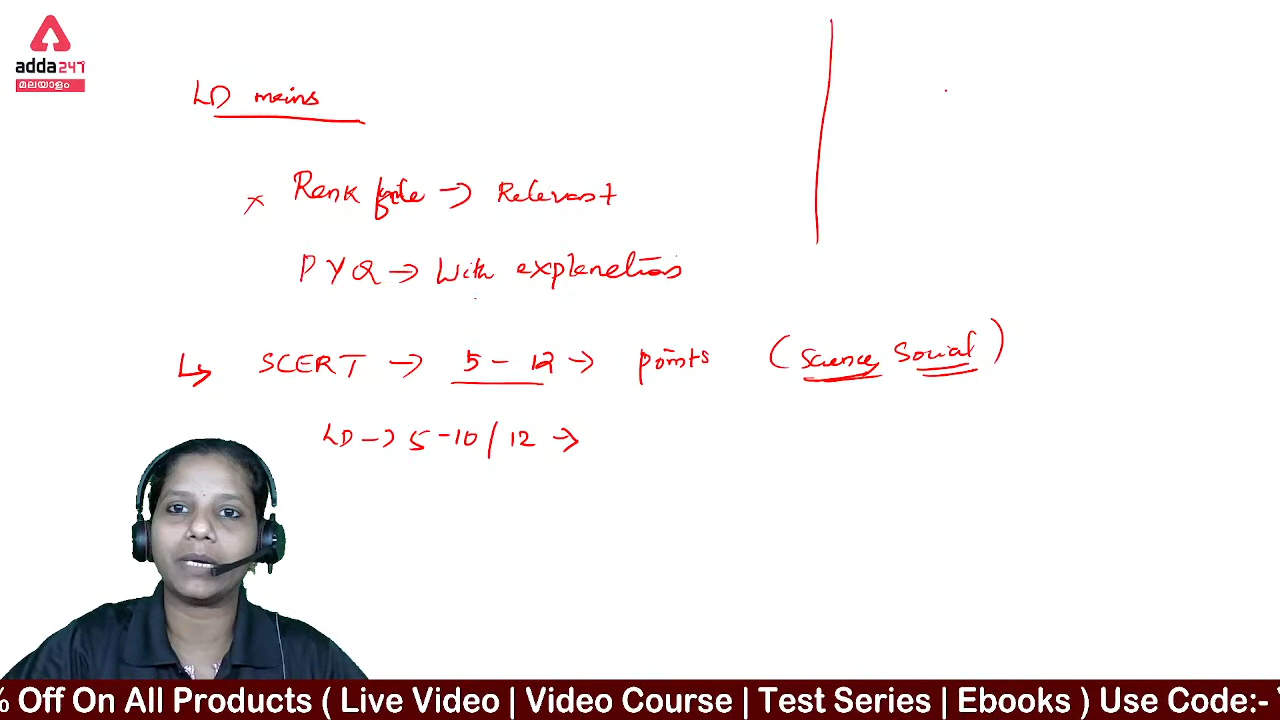 adda247
മലയാളം
LD mains
x Rank file → Relevant
PYQ → With explanations
↳ SCERT → 5 - 12 → points (Science, Social)
LD → 5-10 / 12 →
% Off On All Products ( Live Video | Video Course | Test Series | Ebooks ) Use Code:-